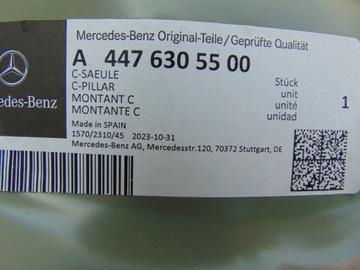 Mercedes-Benz Original-Teile/Geprüfte Qualität
A 447 630 55 00
C-SAEULE
C-PILLAR
MONTANT C
MONTANTE C
Stück
unit
unité
unidad
1
Made in SPAIN
1570/2310/45 2023-10-31
Mercedes-Benz AG, Mercedesstr.120, 70372 Stuttgart, DE
edes-Benz